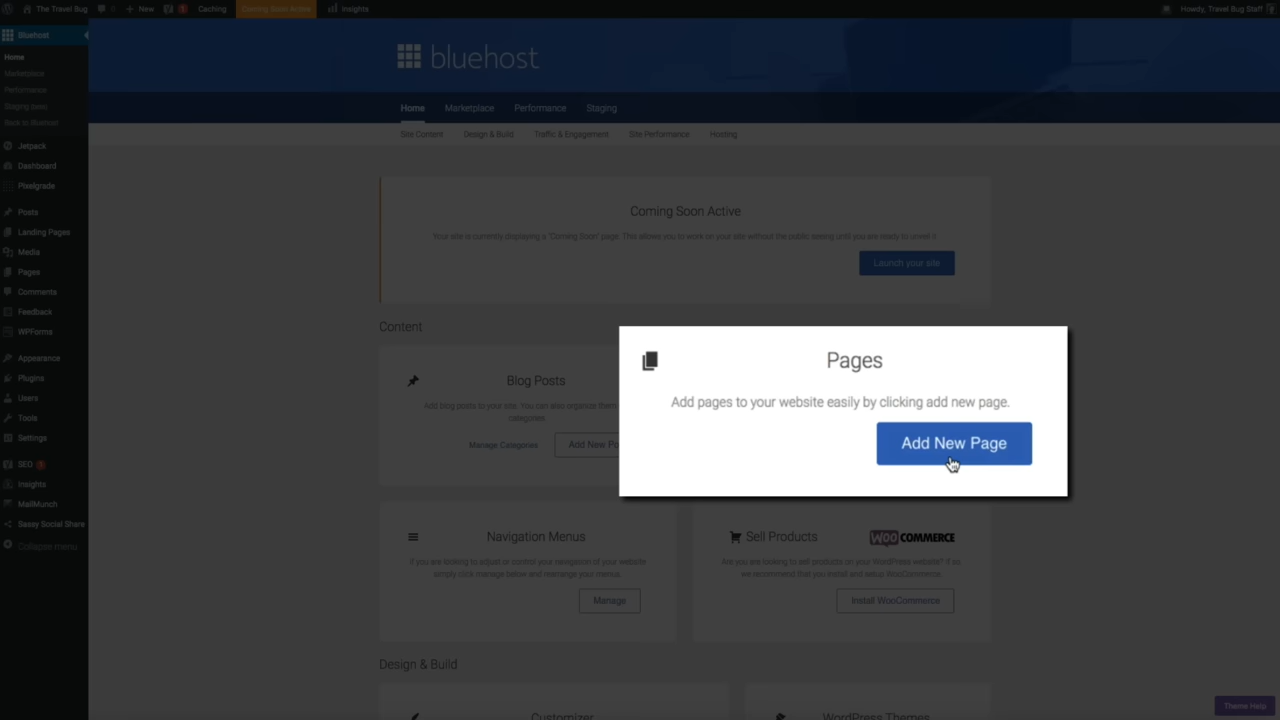 The Travel Bug
0
New
1
Caching
Coming Soon Active
Insights
Howdy, Travel Bug Staff
Bluehost
Home
Marketplace
Performance
Staging
Back to Bluehost
Jetpack
Dashboard
Pixelgrade
Posts
Landing Pages
Media
Pages
Comments
Feedback
WPForms
Appearance
Plugins
Users
Tools
Settings
SEO 1
Insights
MailMunch
Sassy Social Share
Collapse menu
bluehost
Home Marketplace Performance Staging
Site Content Design & Build Traffic & Engagement Site Performance Hosting
Coming Soon Active
Your site is currently displaying a "Coming Soon" page. This allows you to work on your site without the public seeing until you are ready to unveil it
Launch your site
Content
Blog Posts
Add blog posts to your site. You can also organize them
categories.
Manage Categories Add New Po
Pages
Add pages to your website easily by clicking add new page.
Add New Page
Navigation Menus
If you are looking to adjust or control your navigation of your website
simply click manage below and rearrange your menus.
Manage
Sell Products WOO COMMERCE
Are you looking to sell products on your WordPress website? If so
we recommend that you install and setup WooCommerce.
Install WooCommerce
Design & Build
Customizer
WordPress Themes
Theme Help